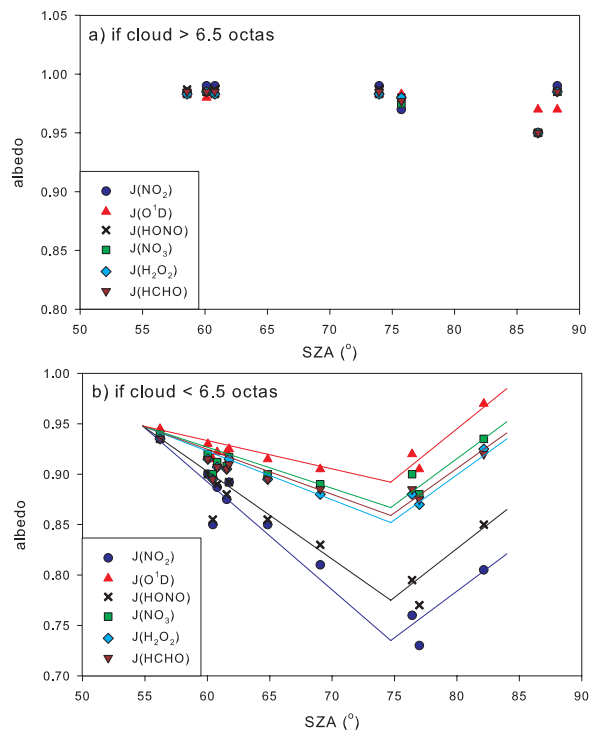 1.05
a) if cloud > 6.5 octas
1.00
0.95
albedo
0.90
J(NO₂)
J(O¹D)
J(HONO)
0.85
J(NO₃)
J(H₂O₂)
J(HCHO)
0.80
50 55 60 65 70 75 80 85 90
SZA (°)
1.00
b) if cloud < 6.5 octas
0.95
0.90
albedo
0.85
0.80
J(NO₂)
J(O¹D)
J(HONO)
0.75
J(NO₃)
J(H₂O₂)
J(HCHO)
0.70
50 55 60 65 70 75 80 85 90
SZA (°)